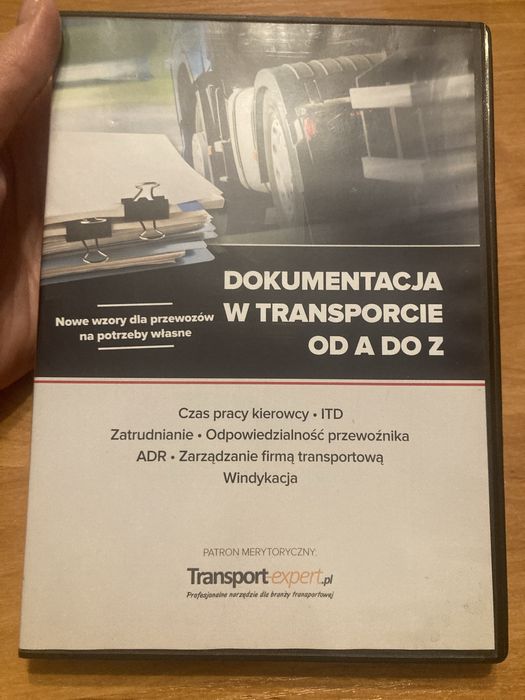 DOKUMENTACJA
W TRANSPORCIE
OD A DO Z
Nowe wzory dla przewozów
na potrzeby własne
Czas pracy kierowcy • ITD
Zatrudnianie • Odpowiedzialność przewoźnika
ADR • Zarządzanie firmą transportową
Windykacja
PATRON MERYTORYCZNY:
Transport-expert.pl
Profesjonalne narzędzie dla branży transportowej